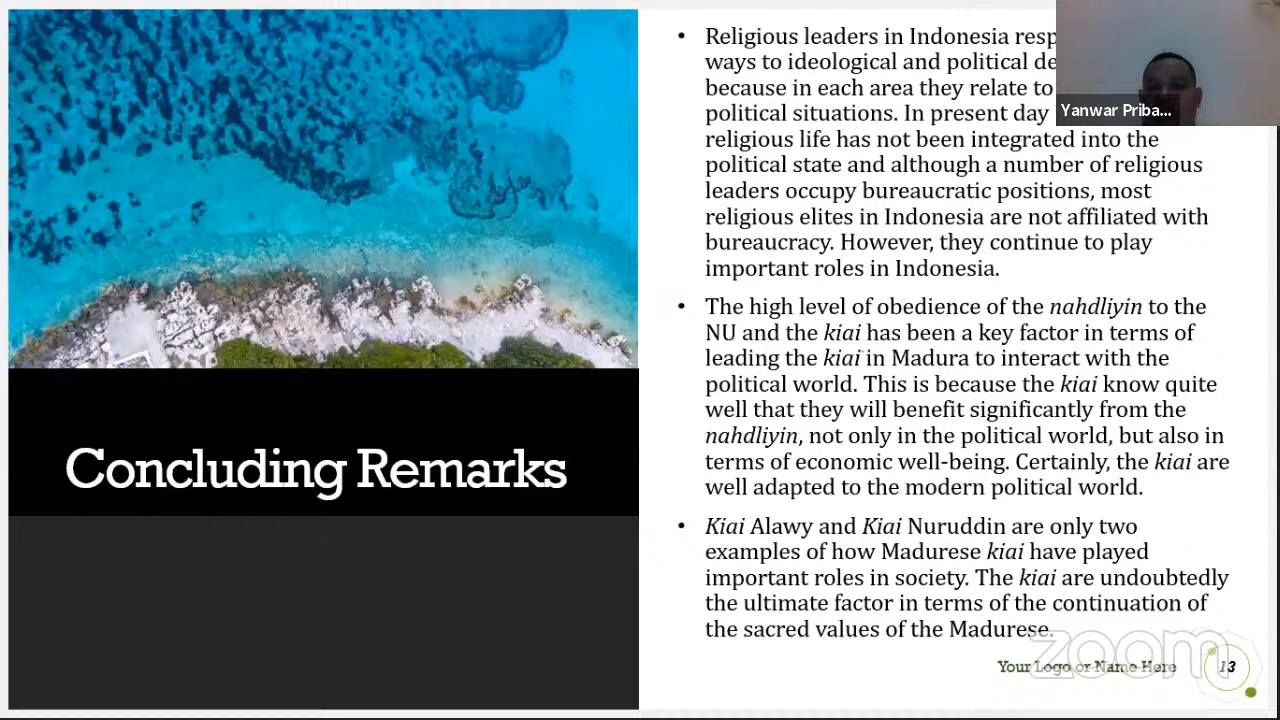 Concluding Remarks
• Religious leaders in Indonesia resp
ways to ideological and political de
because in each area they relate to
political situations. In present day
religious life has not been integrated into the
political state and although a number of religious
leaders occupy bureaucratic positions, most
religious elites in Indonesia are not affiliated with
bureaucracy. However, they continue to play
important roles in Indonesia.
• The high level of obedience of the nahdliyin to the
NU and the kiai has been a key factor in terms of
leading the kiai in Madura to interact with the
political world. This is because the kiai know quite
well that they will benefit significantly from the
nahdliyin, not only in the political world, but also in
terms of economic well-being. Certainly, the kiai are
well adapted to the modern political world.
• Kiai Alawy and Kiai Nuruddin are only two
examples of how Madurese kiai have played
important roles in society. The kiai are undoubtedly
the ultimate factor in terms of the continuation of
the sacred values of the Madurese.
Yanwar Priba...
zoom
Your Logo or Name Here
13